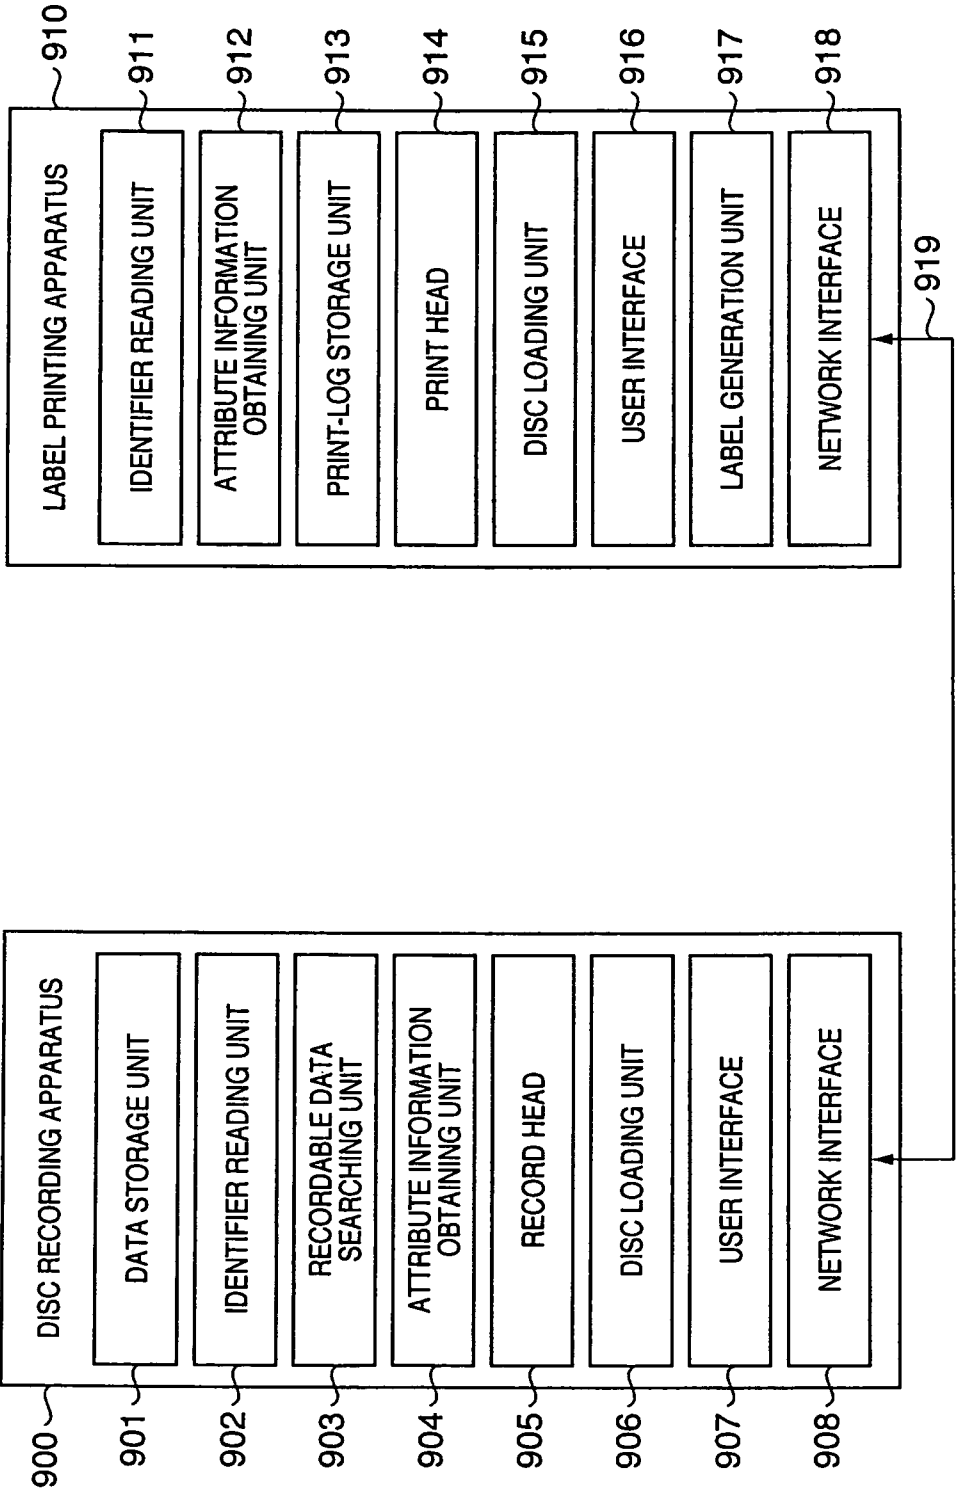 900
DISC RECORDING APPARATUS
901
DATA STORAGE UNIT
902
IDENTIFIER READING UNIT
903
RECORDABLE DATA
SEARCHING UNIT
904
ATTRIBUTE INFORMATION
OBTAINING UNIT
905
RECORD HEAD
906
DISC LOADING UNIT
907
USER INTERFACE
908
NETWORK INTERFACE
910
LABEL PRINTING APPARATUS
IDENTIFIER READING UNIT
911
ATTRIBUTE INFORMATION
OBTAINING UNIT
912
PRINT-LOG STORAGE UNIT
913
PRINT HEAD
914
DISC LOADING UNIT
915
USER INTERFACE
916
LABEL GENERATION UNIT
917
NETWORK INTERFACE
918
919